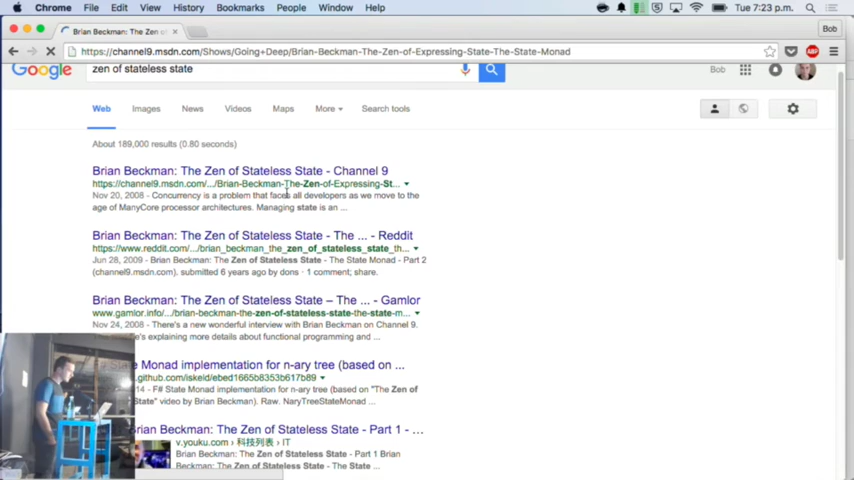 Chrome File Edit View History Bookmarks People Window Help Tue 7:23 p.m.
Brian Beckman: The Zen of Bob
https://channel9.msdn.com/Shows/Going+Deep/Brian-Beckman-The-Zen-of-Expressing-State-The-State-Monad
Google zen of stateless state Bob
Web Images News Videos Maps More Search tools
About 189,000 results (0.80 seconds)
Brian Beckman: The Zen of Stateless State - Channel 9
https://channel9.msdn.com/.../Brian-Beckman-The-Zen-of-Expressing-St...
Nov 20, 2008 - Concurrency is a problem that faces all developers as we move to the
age of ManyCore processor architectures. Managing state is an ...
Brian Beckman: The Zen of Stateless State - The ... - Reddit
https://www.reddit.com/.../brian_beckman_the_zen_of_stateless_state_th...
Jun 28, 2009 - Brian Beckman: The Zen of Stateless State - The State Monad - Part 2
(channel9.msdn.com). submitted 6 years ago by dons · 1 comment; share.
Brian Beckman: The Zen of Stateless State – The ... - Gamlor
www.gamlor.info/.../brian-beckman-the-zen-of-stateless-state-the-state-m...
Nov 24, 2008 - There's a new wonderful interview with Brian Beckman on Channel 9.
explaining more details about functional programming and ...
State Monad implementation for n-ary tree (based on ...
github.com/iskeid/ebed1665b8353b617b89
14 - F# State Monad implementation for n-ary tree (based on "The Zen of
State" video by Brian Beckman). Raw. NaryTreeStateMonad ...
Brian Beckman: The Zen of Stateless State - Part 1 - ...
v.youku.com › 科技列表 › IT
Brian Beckman: The Zen of Stateless State - Part 1 Brian
Beckman: The Zen of Stateless State - The State ...